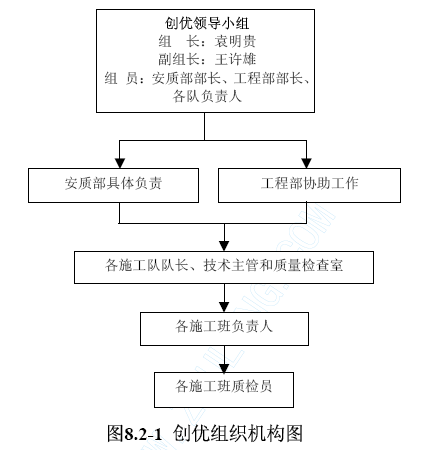 创优领导小组
组 长：袁明贵
副组长：王许雄
组 员：安质部部长、工程部部长、
各队负责人
安质部具体负责
工程部协助工作
各施工队队长、技术主管和质量检查室
各施工班负责人
各施工班质检员
图8.2-1 创优组织机构图